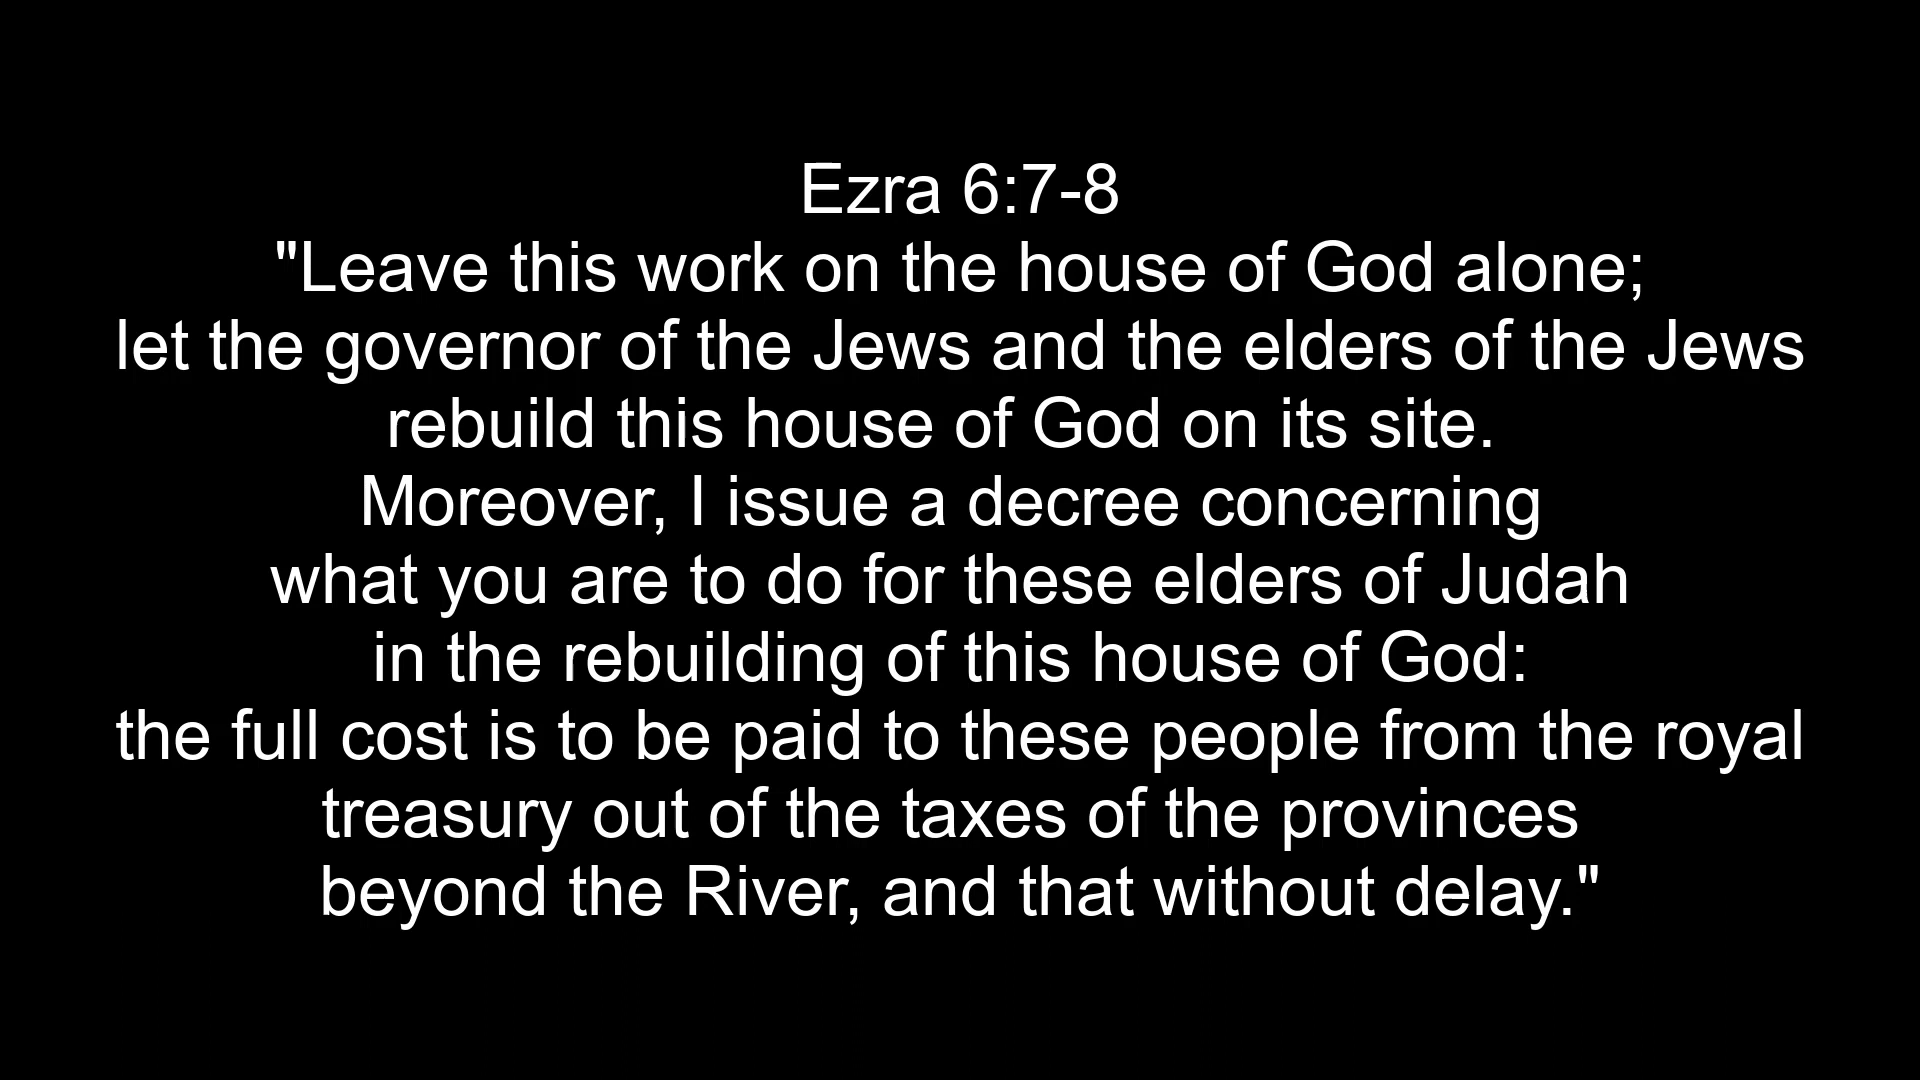 Ezra 6:7-8
"Leave this work on the house of God alone;
let the governor of the Jews and the elders of the Jews
rebuild this house of God on its site.
Moreover, I issue a decree concerning
what you are to do for these elders of Judah
in the rebuilding of this house of God:
the full cost is to be paid to these people from the royal
treasury out of the taxes of the provinces
beyond the River, and that without delay."